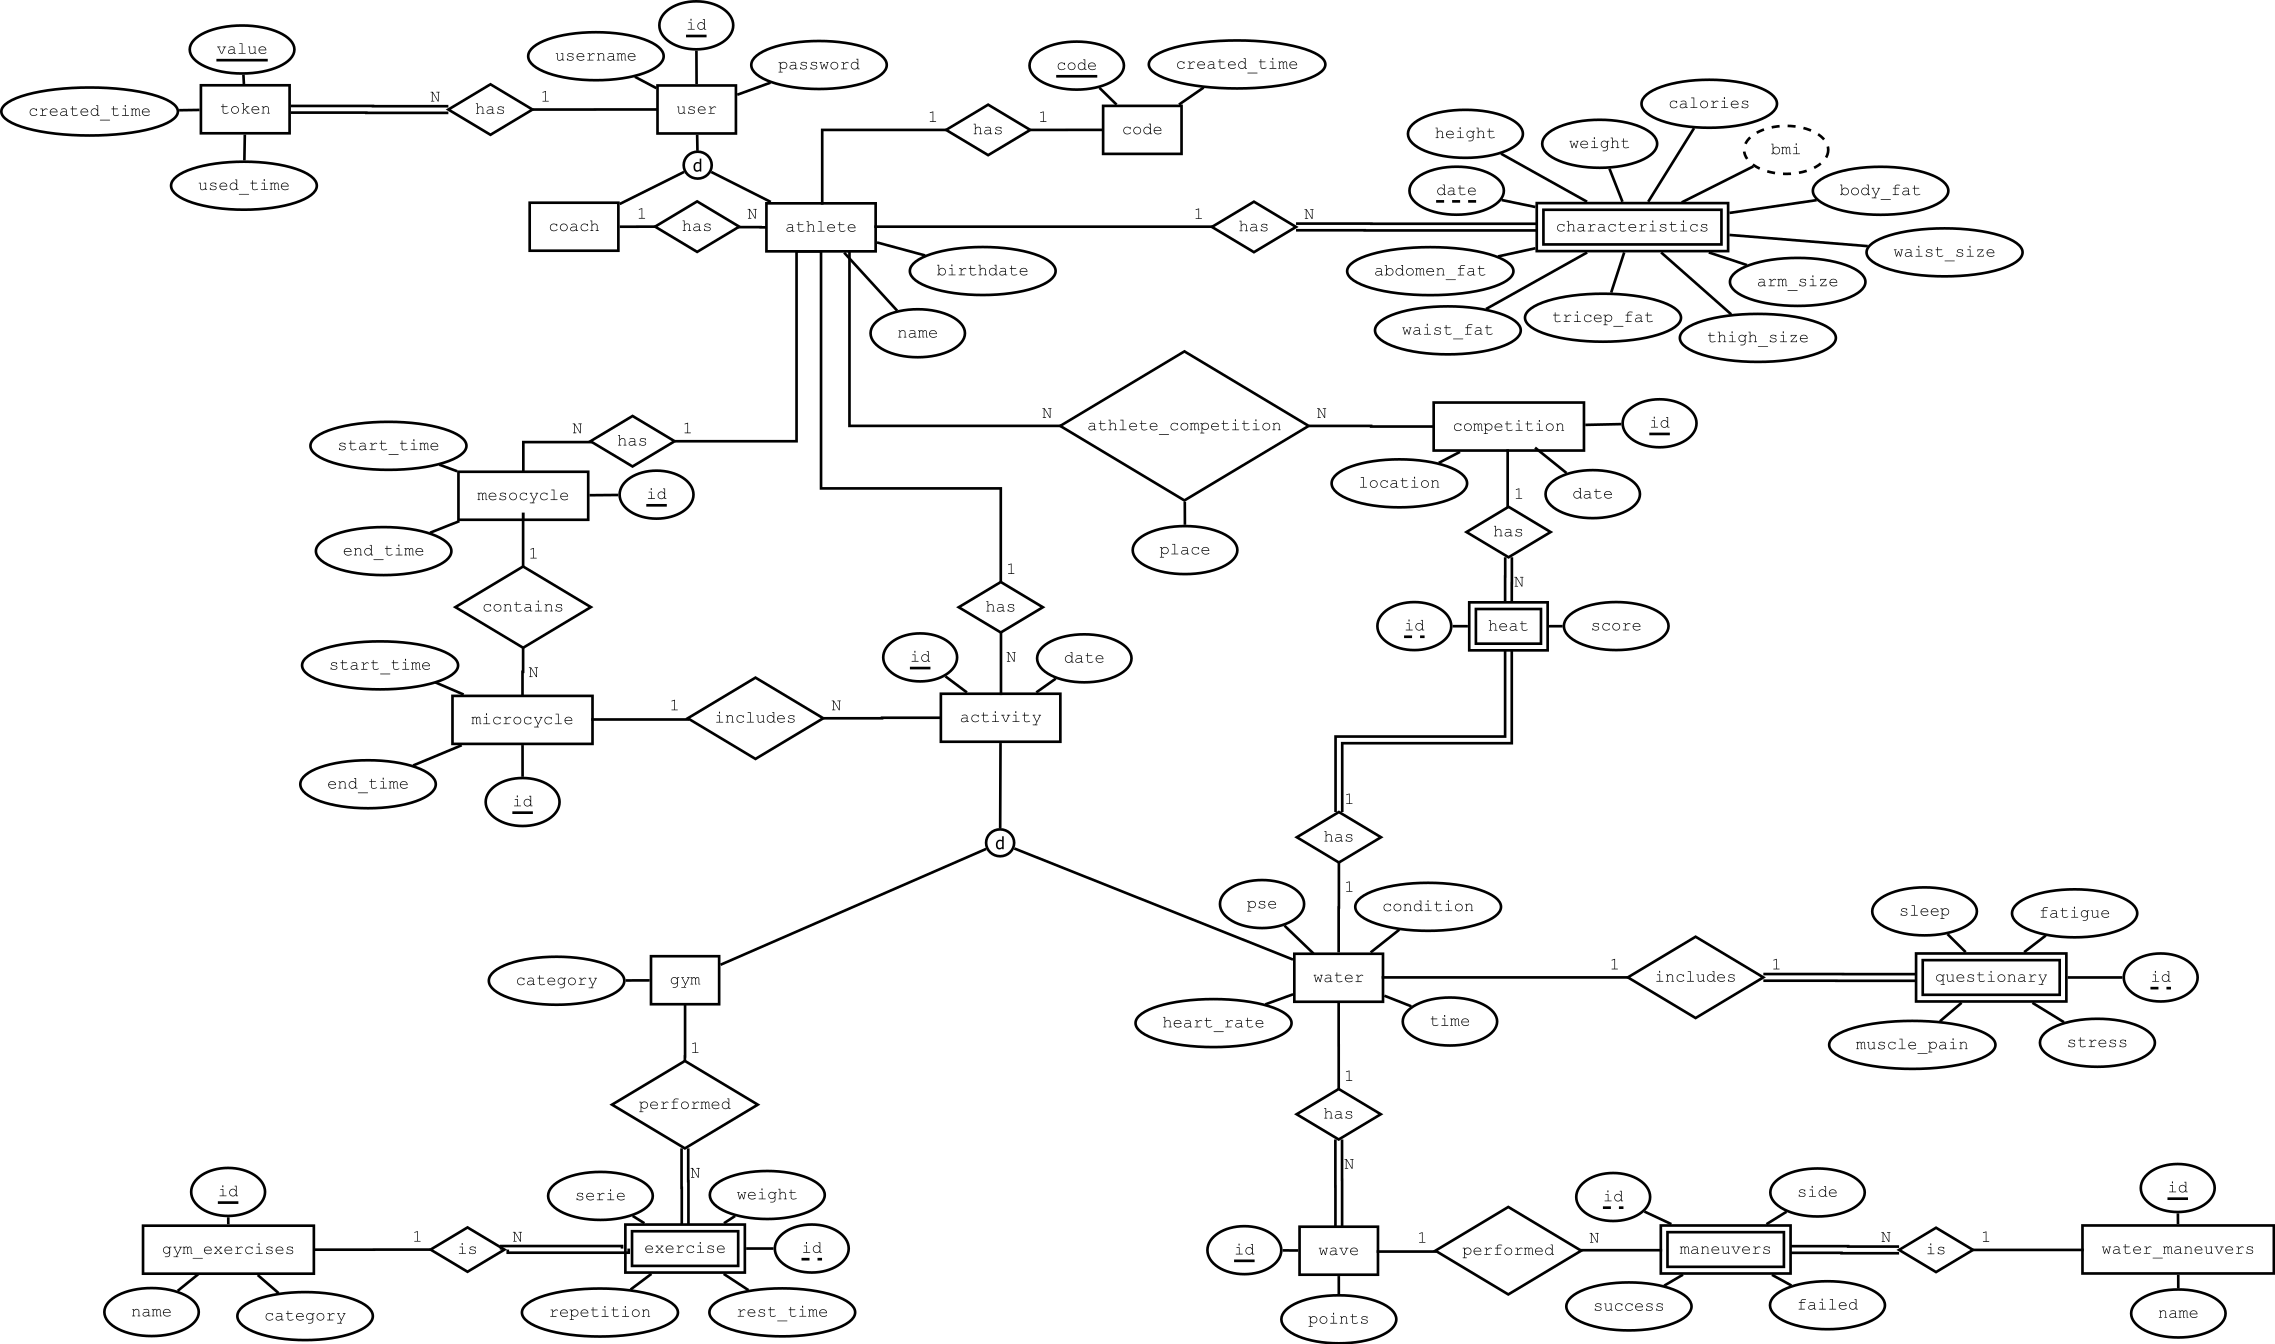 id
value
username
password
code
created_time
created_time
token
N
has
1
user
1
has
1
code
used_time
d
coach
1
has
N
athlete
birthdate
name
1
has
N
height
weight
calories
bmi
date
body_fat
characteristics
waist_size
abdomen_fat
arm_size
waist_fat
tricep_fat
thigh_size
N
athlete_competition
N
competition
id
place
location
date
1
has
N
id
heat
score
start_time
N
has
1
mesocycle
id
end_time
1
contains
N
start_time
microcycle
1
includes
N
end_time
id
1
has
N
id
date
activity
d
1
has
1
pse
condition
water
heart_rate
time
1
includes
1
sleep
fatigue
questionary
id
muscle_pain
stress
category
gym
1
performed
N
serie
weight
id
gym_exercises
1
is
N
exercise
id
name
category
repetition
rest_time
1
has
N
id
wave
points
1
performed
N
id
side
maneuvers
success
failed
N
is
1
id
water_maneuvers
name